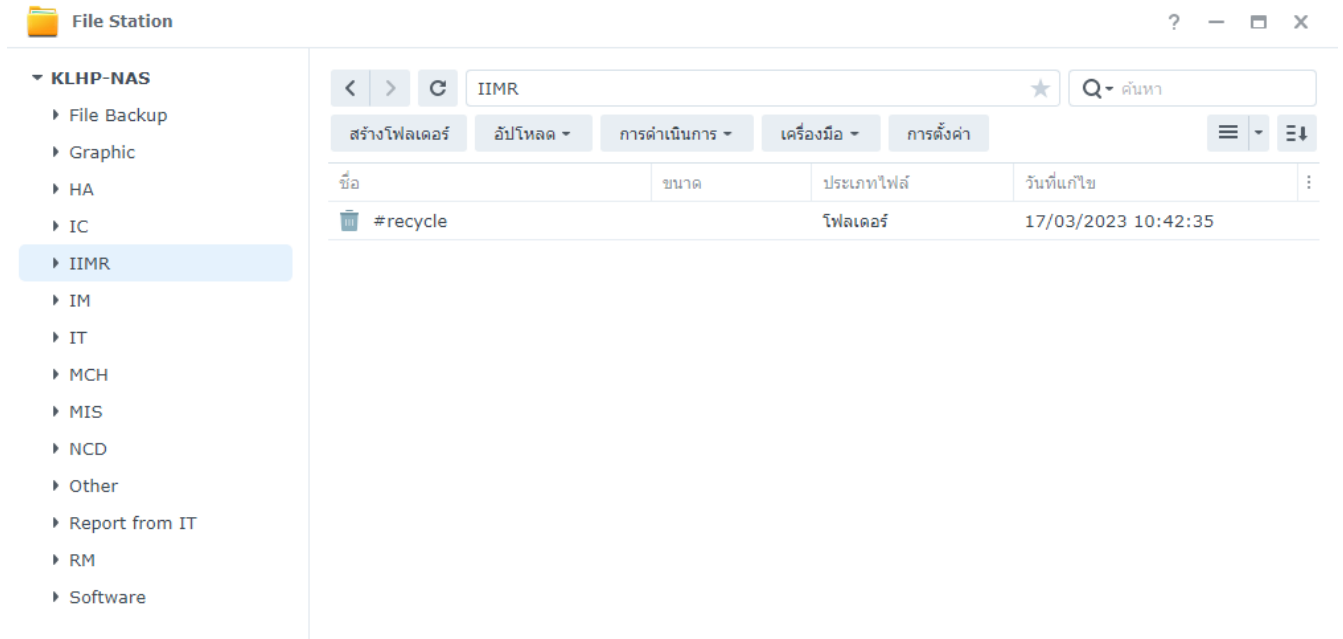 File Station
KLHP-NAS
File Backup
Graphic
HA
IC
IIMR
IM
IT
MCH
MIS
NCD
Other
Report from IT
RM
Software
IIMR
ค้นหา
สร้างโฟลเดอร์ อัปโหลด การดำเนินการ เครื่องมือ การตั้งค่า
ชื่อ ขนาด ประเภทไฟล์ วันที่แก้ไข
#recycle โฟลเดอร์ 17/03/2023 10:42:35